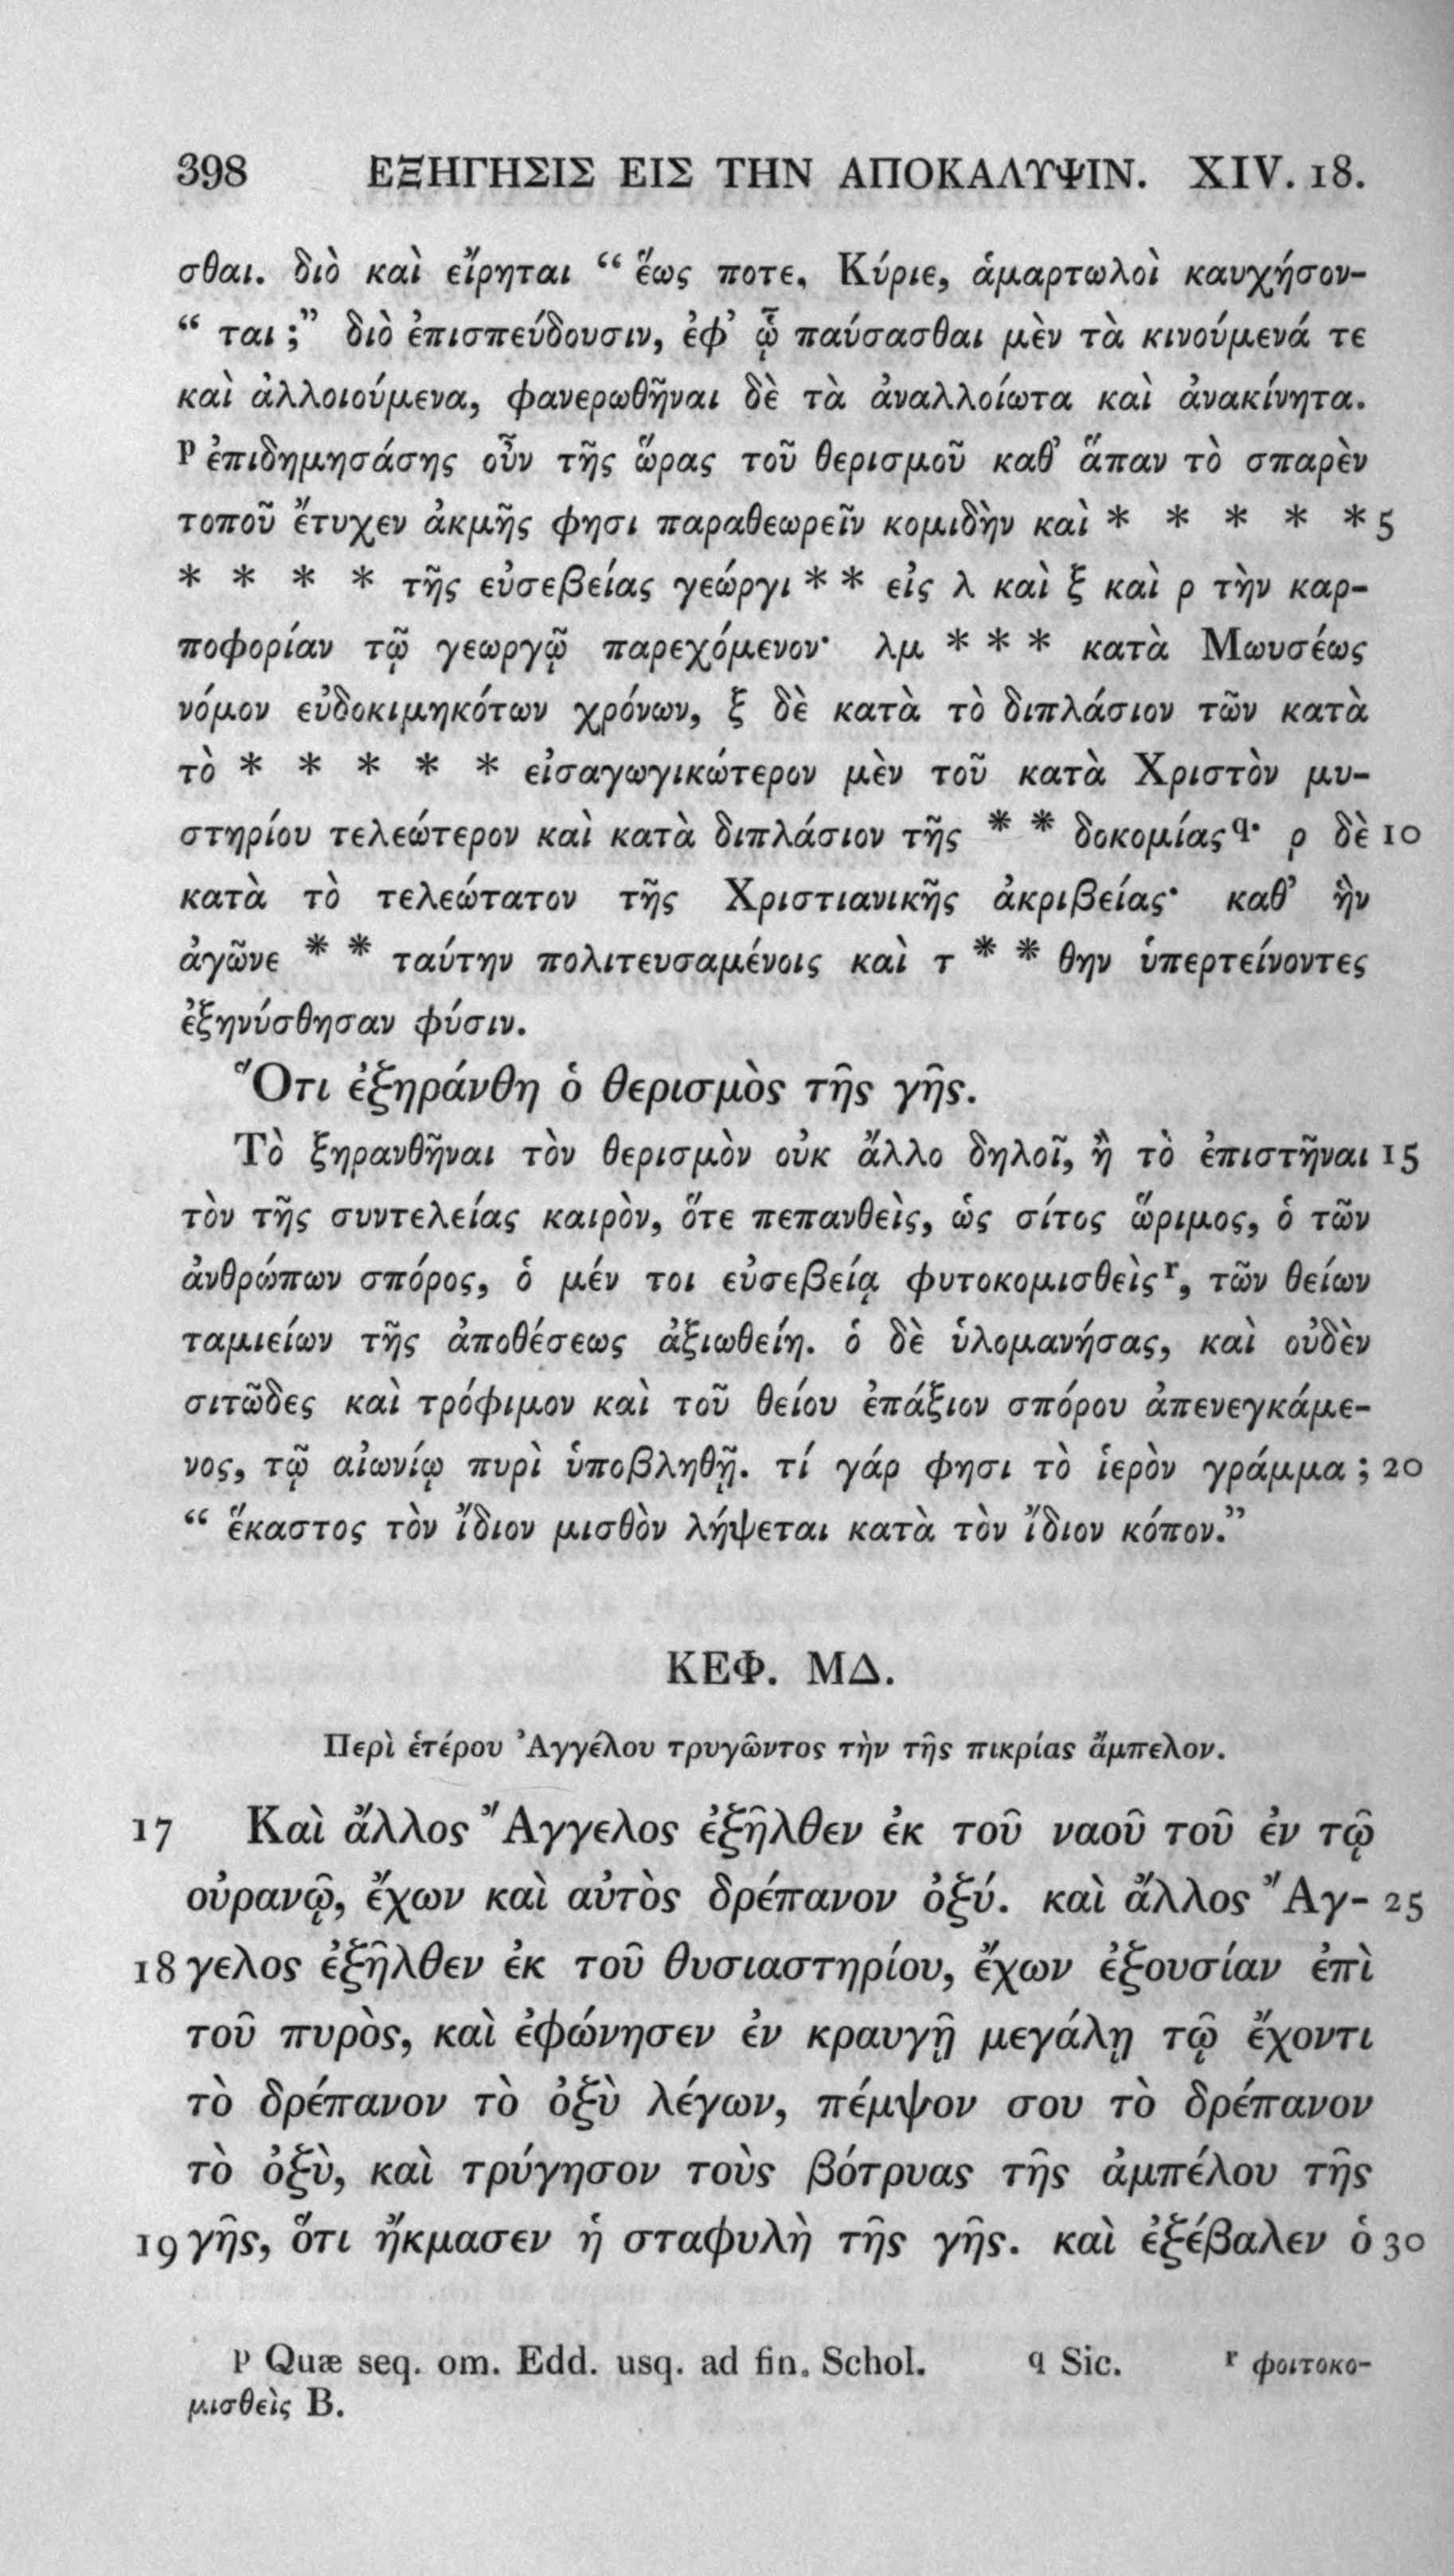 398 ΕΞΗΓΗΣΙΣ ΕΙΣ ΤΗΝ ΑΠΟΚΑΛΥΨΙΝ. XIV. 18.
σθαι. διὸ καὶ εἴρηται “ ἕως ποτε, Κύριε, ἁμαρτωλοὶ καυχήσον-
“ ται ;” διὸ ἐπισπεύδουσιν, ἐφ’ ᾧ παύσασθαι μὲν τὰ κινούμενά τε
καὶ ἀλλοιούμενα, φανερωθῆναι δὲ τὰ ἀναλλοίωτα καὶ ἀνακίνητα.
p ἐπιδημησάσης οὖν τῆς ὥρας τοῦ θερισμοῦ καθ’ ἅπαν τὸ σπαρὲν
τοποῦ ἔτυχεν ἀκμῆς φησι παραθεωρεῖν κομιδὴν καὶ * * * * * 5
* * * * τῆς εὐσεβείας γεώργι * * εἰς λ καὶ ξ καὶ ρ τὴν καρ-
ποφορίαν τῷ γεωργῷ παρεχόμενον· λμ * * * κατὰ Μωυσέως
νόμον εὐδοκιμηκότων χρόνων, ξ δὲ κατὰ τὸ διπλάσιον τῶν κατὰ
τὸ * * * * * εἰσαγωγικώτερον μὲν τοῦ κατὰ Χριστὸν μυ-
στηρίου τελεώτερον καὶ κατὰ διπλάσιον τῆς * * δοκομίας q· ρ δὲ 10
κατὰ τὸ τελεώτατον τῆς Χριστιανικῆς ἀκριβείας· καθ’ ἣν
ἀγῶνε * * ταύτην πολιτευσαμένοις καὶ τ * * θην ὑπερτείνοντες
ἐξηνύσθησαν φύσιν.
Ὅτι ἐξηράνθη ὁ θερισμὸς τῆς γῆς.
Τὸ ξηρανθῆναι τὸν θερισμὸν οὐκ ἄλλο δηλοῖ, ἢ τὸ ἐπιστῆναι 15
τὸν τῆς συντελείας καιρὸν, ὅτε πεπανθεὶς, ὡς σίτος ὥριμος, ὁ τῶν
ἀνθρώπων σπόρος, ὁ μέν τοι εὐσεβείᾳ φυτοκομισθεὶς r, τῶν θείων
ταμιείων τῆς ἀποθέσεως ἀξιωθείη. ὁ δὲ ὑλομανήσας, καὶ οὐδὲν
σιτῶδες καὶ τρόφιμον καὶ τοῦ θείου ἐπάξιον σπόρου ἀπενεγκάμε-
νος, τῷ αἰωνίῳ πυρὶ ὑποβληθῇ. τί γάρ φησι τὸ ἱερὸν γράμμα ; 20
“ ἕκαστος τὸν ἴδιον μισθὸν λήψεται κατὰ τὸν ἴδιον κόπον.”
ΚΕΦ. ΜΔ.
Περὶ ἑτέρου Ἀγγέλου τρυγῶντος τὴν τῆς πικρίας ἄμπελον.
17 Καὶ ἄλλος Ἄγγελος ἐξῆλθεν ἐκ τοῦ ναοῦ τοῦ ἐν τῷ
οὐρανῷ, ἔχων καὶ αὐτὸς δρέπανον ὀξύ. καὶ ἄλλος Ἄγ- 25
18 γελος ἐξῆλθεν ἐκ τοῦ θυσιαστηρίου, ἔχων ἐξουσίαν ἐπὶ
τοῦ πυρὸς, καὶ ἐφώνησεν ἐν κραυγῇ μεγάλῃ τῷ ἔχοντι
τὸ δρέπανον τὸ ὀξὺ λέγων, πέμψον σου τὸ δρέπανον
τὸ ὀξὺ, καὶ τρύγησον τοὺς βότρυας τῆς ἀμπέλου τῆς
19 γῆς, ὅτι ἤκμασεν ἡ σταφυλὴ τῆς γῆς. καὶ ἐξέβαλεν ὁ 30
p Quæ seq. om. Edd. usq. ad fin. Schol. q Sic. r φοιτοκο-
μισθεὶς B.